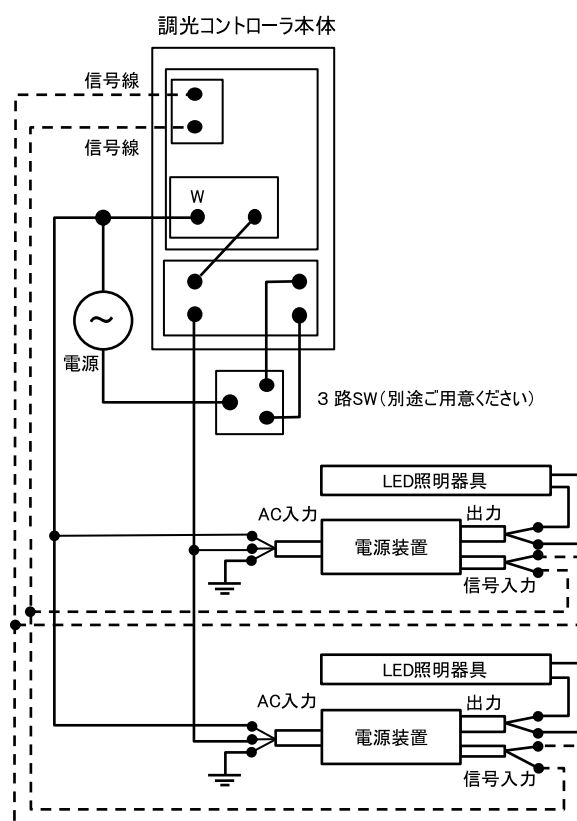 調光コントローラ本体
信号線
信号線
W
～
電源
３路SW（別途ご用意ください）
LED照明器具
AC入力
出力
電源装置
信号入力
LED照明器具
AC入力
出力
電源装置
信号入力